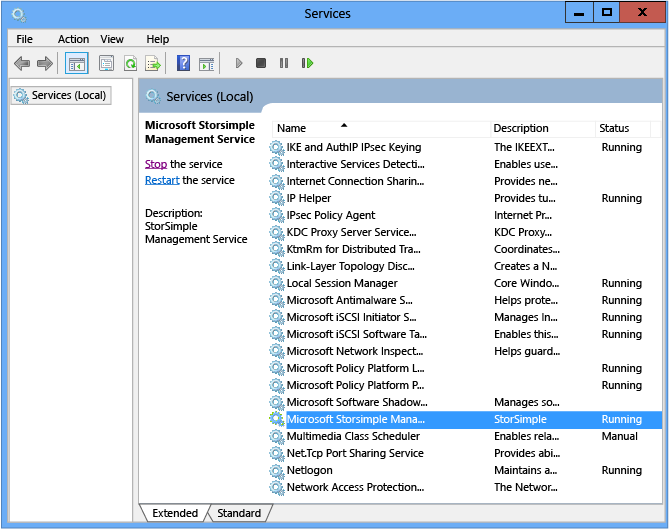 Services
File Action View Help
Services (Local)
Services (Local)
Microsoft Storsimple
Management Service
Stop the service
Restart the service
Description:
StorSimple
Management Service
Name Description Status
IKE and AuthIP IPsec Keying The IKEEXT... Running
Interactive Services Detecti... Enables use...
Internet Connection Sharin... Provides ne...
IP Helper Provides tu... Running
IPsec Policy Agent Internet Pr...
KDC Proxy Server Service... KDC Proxy...
KtmRm for Distributed Tra... Coordinates...
Link-Layer Topology Disc... Creates a N...
Local Session Manager Core Windo... Running
Microsoft Antimalware S... Helps prote... Running
Microsoft iSCSI Initiator S... Manages In... Running
Microsoft iSCSI Software Ta... Enables this... Running
Microsoft Network Inspect... Helps guard...
Microsoft Policy Platform L... Running
Microsoft Policy Platform P... Running
Microsoft Software Shadow... Manages so...
Microsoft Storsimple Mana... StorSimple Running
Multimedia Class Scheduler Enables rela... Manual
Net.Tcp Port Sharing Service Provides abi...
Netlogon Maintains a... Running
Network Access Protection... The Networ...
Extended Standard